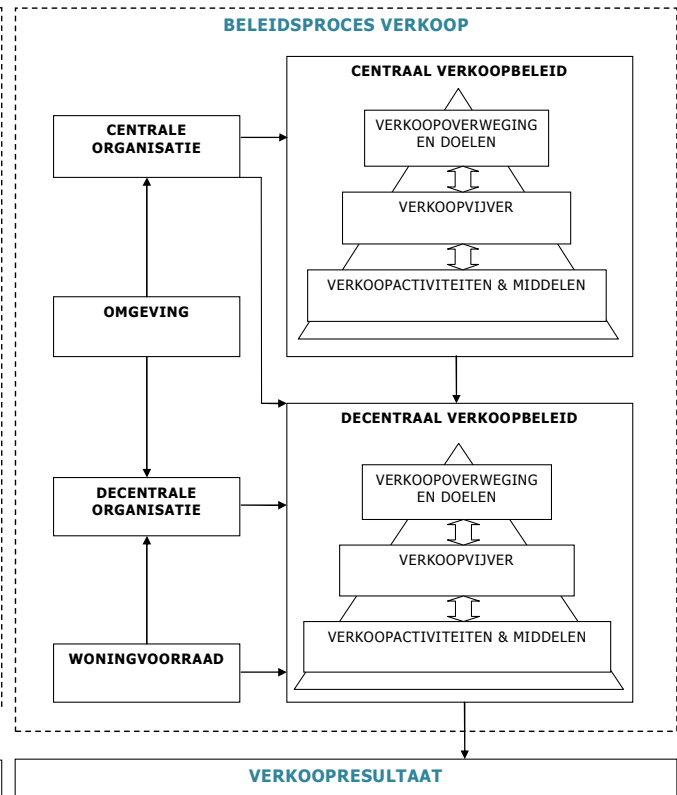 BELEIDSPROCES VERKOOP
CENTRAAL VERKOOPBELEID
VERKOOPOVERWEGING
EN DOELEN
VERKOOPVIJVER
VERKOOPACTIVITEITEN & MIDDELEN
CENTRALE
ORGANISATIE
OMGEVING
DECENTRAAL VERKOOPBELEID
VERKOOPOVERWEGING
EN DOELEN
VERKOOPVIJVER
VERKOOPACTIVITEITEN & MIDDELEN
DECENTRALE
ORGANISATIE
WONINGVOORRAAD
VERKOOPRESULTAAT